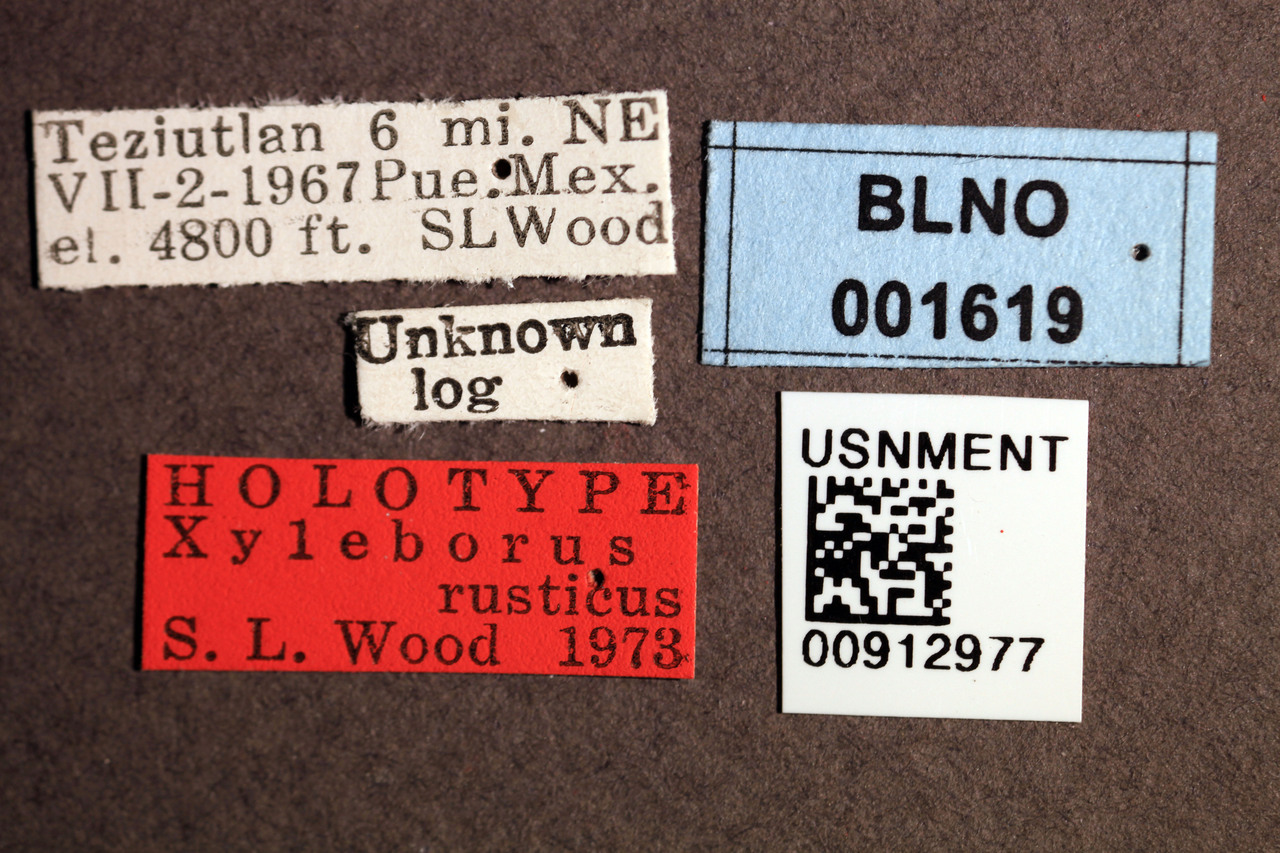 Teziutlan 6 mi. NE
VII-2-1967 Pue. Mex.
el. 4800 ft. SLWood
Unknown
log
HOLOTYPE
Xyleborus
rusticus
S. L. Wood 1973
BLNO
001619
USNMENT
00912977